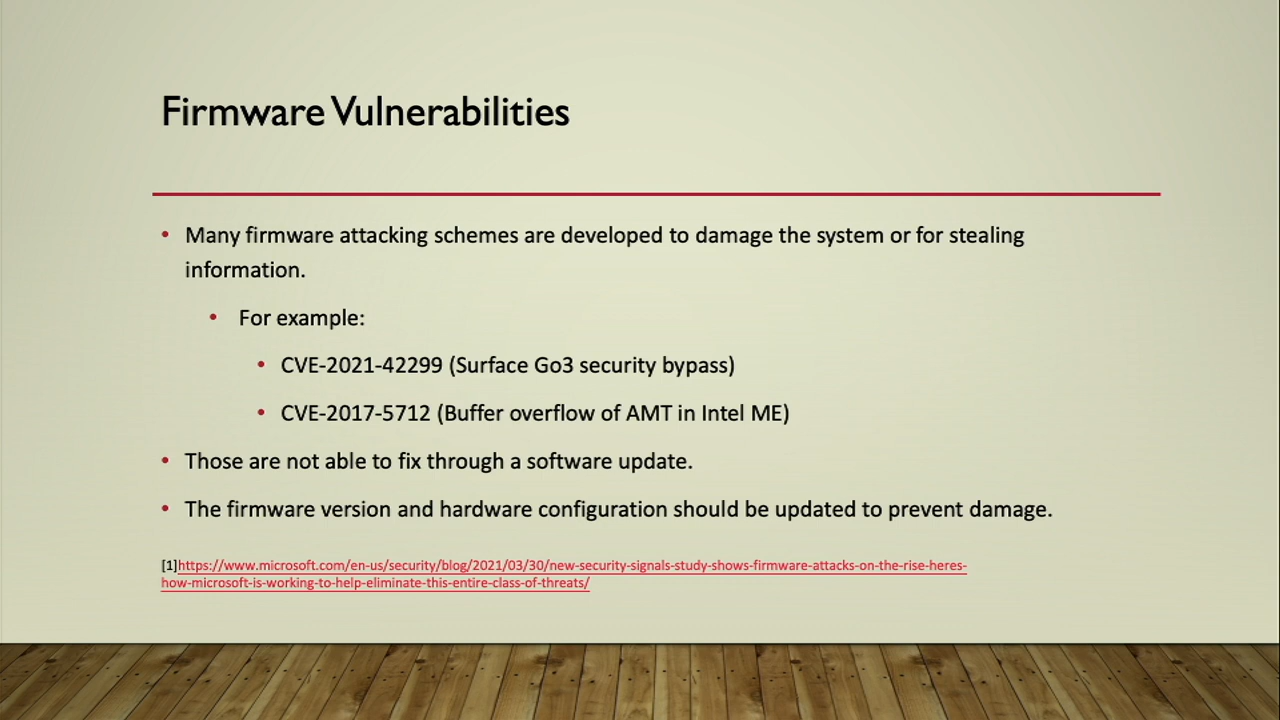 Firmware Vulnerabilities
• Many firmware attacking schemes are developed to damage the system or for stealing
information.
• For example:
• CVE-2021-42299 (Surface Go3 security bypass)
• CVE-2017-5712 (Buffer overflow of AMT in Intel ME)
• Those are not able to fix through a software update.
• The firmware version and hardware configuration should be updated to prevent damage.
[1]https://www.microsoft.com/en-us/security/blog/2021/03/30/new-security-signals-study-shows-firmware-attacks-on-the-rise-heres-
how-microsoft-is-working-to-help-eliminate-this-entire-class-of-threats/